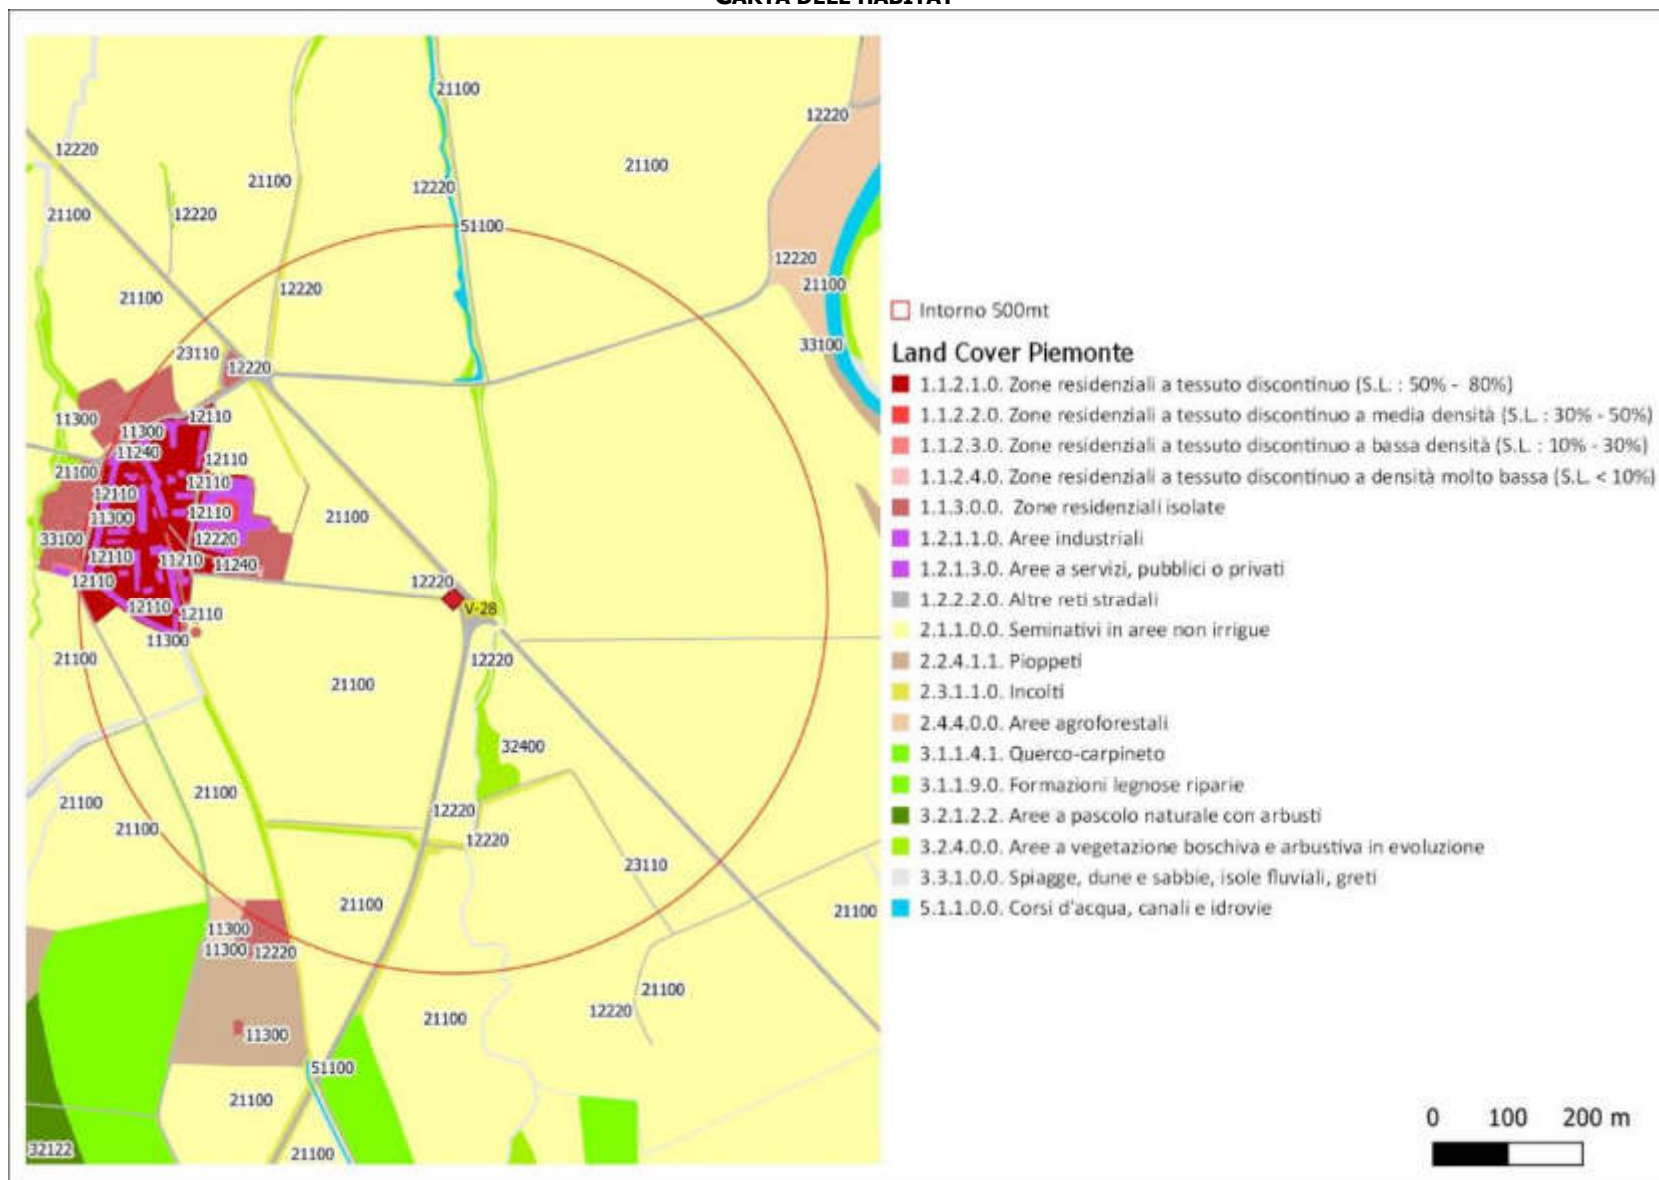 CARTA DELL'HABITAT
21100
12220
12220
21100
21100
12220
21100
12220
51100
12220
21100
12220
21100
12220
23110
33100
12220
11300
12110
11300
11240
12110
21100
12110
12110
11300
12110
21100
33100
12220
12110
11210
11240
12110
12220
12110
12110
V-28
11300
21100
12220
21100
32400
21100
21100
12220
21100
12220
23110
21100
21100
11300
11300
12220
21100
12220
21100
11300
51100
21100
32122
21100
Intorno 500mt
Land Cover Piemonte
1.1.2.1.0. Zone residenziali a tessuto discontinuo (S.L. : 50% - 80%)
1.1.2.2.0. Zone residenziali a tessuto discontinuo a media densità (S.L. : 30% - 50%)
1.1.2.3.0. Zone residenziali a tessuto discontinuo a bassa densità (S.L. : 10% - 30%)
1.1.2.4.0. Zone residenziali a tessuto discontinuo a densità molto bassa (S.L. < 10%)
1.1.3.0.0. Zone residenziali isolate
1.2.1.1.0. Aree industriali
1.2.1.3.0. Aree a servizi, pubblici o privati
1.2.2.2.0. Altre reti stradali
2.1.1.0.0. Seminativi in aree non irrigue
2.2.4.1.1. Pioppeti
2.3.1.1.0. Incolti
2.4.4.0.0. Aree agroforestali
3.1.1.4.1. Querco-carpineto
3.1.1.9.0. Formazioni legnose riparie
3.2.1.2.2. Aree a pascolo naturale con arbusti
3.2.4.0.0. Aree a vegetazione boschiva e arbustiva in evoluzione
3.3.1.0.0. Spiagge, dune e sabbie, isole fluviali, greti
5.1.1.0.0. Corsi d'acqua, canali e idrovie
0 100 200 m